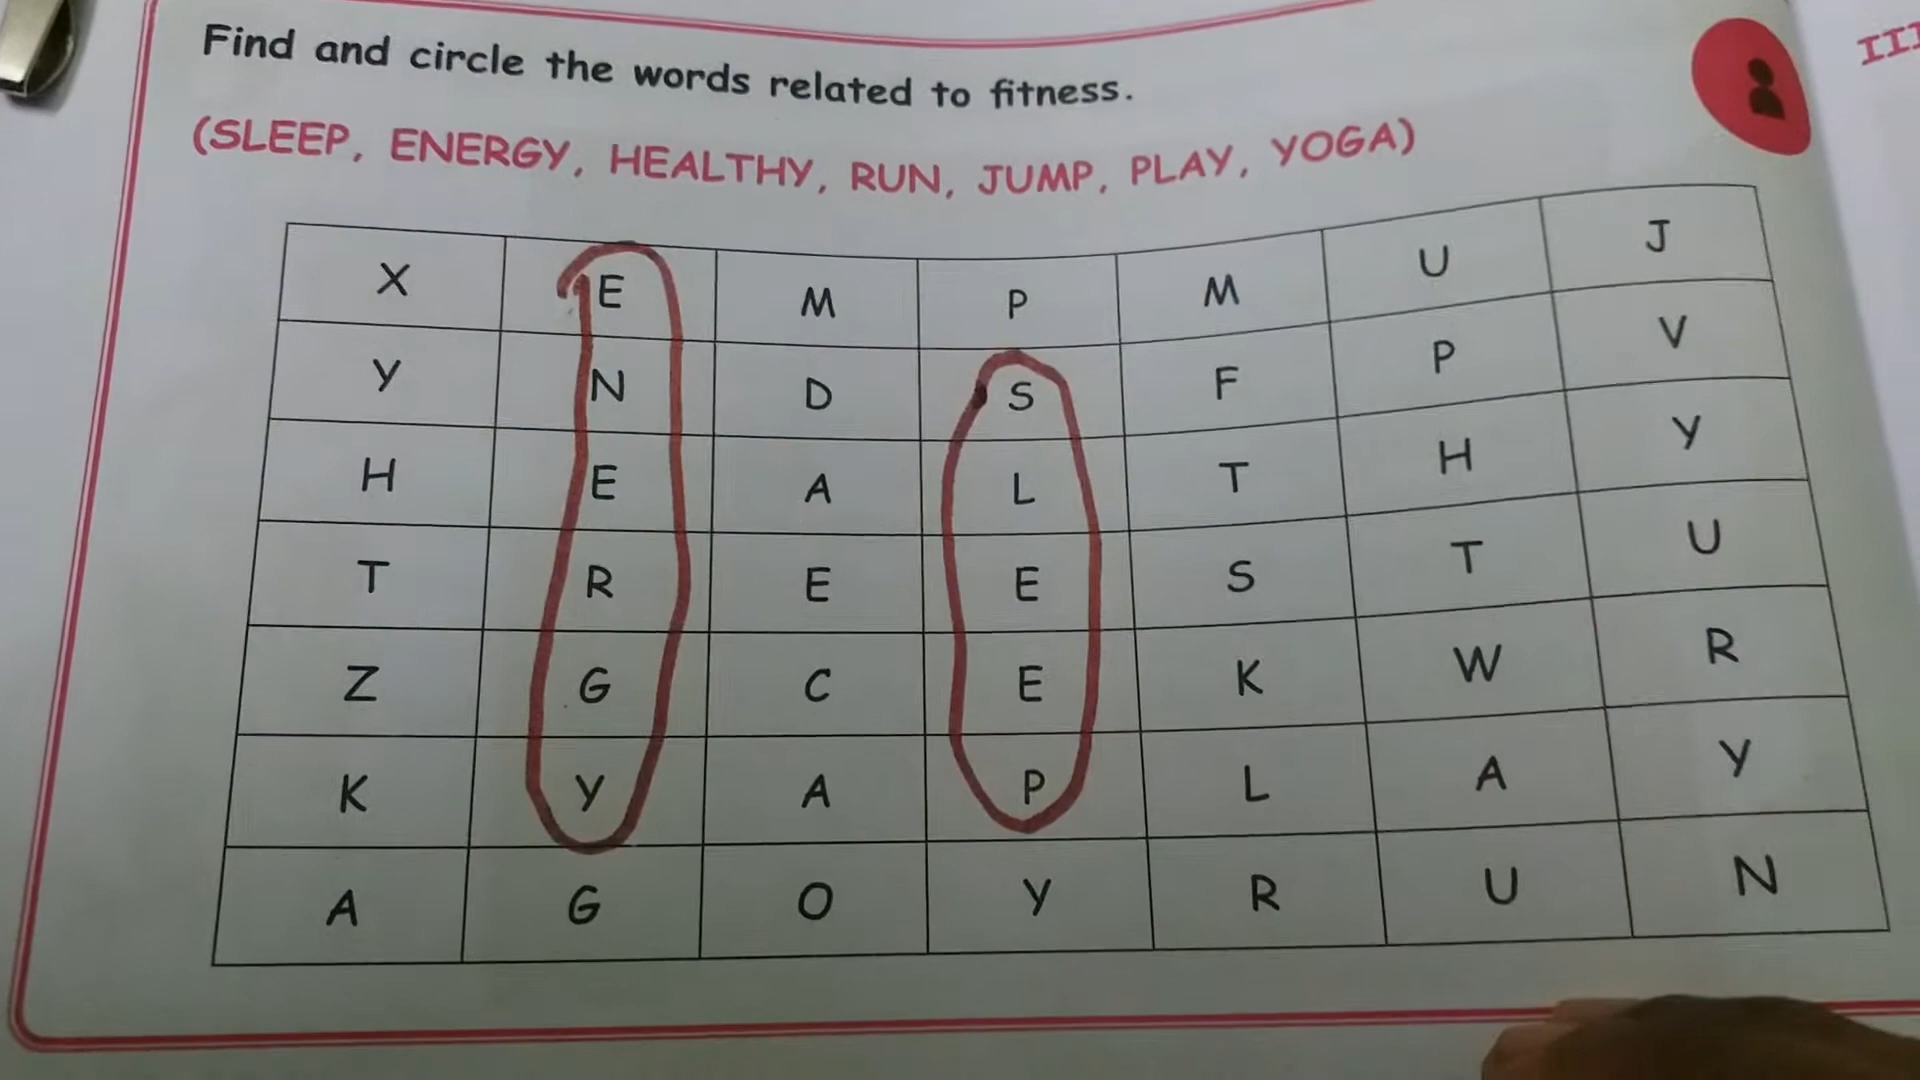 Find and circle the words related to fitness.
(SLEEP, ENERGY, HEALTHY, RUN, JUMP, PLAY, YOGA)
X E M P M U J
Y N D S F P V
H E A L T H Y
T R E E S T U
Z G C E K W R
K Y A P L A Y
A G O Y R U N